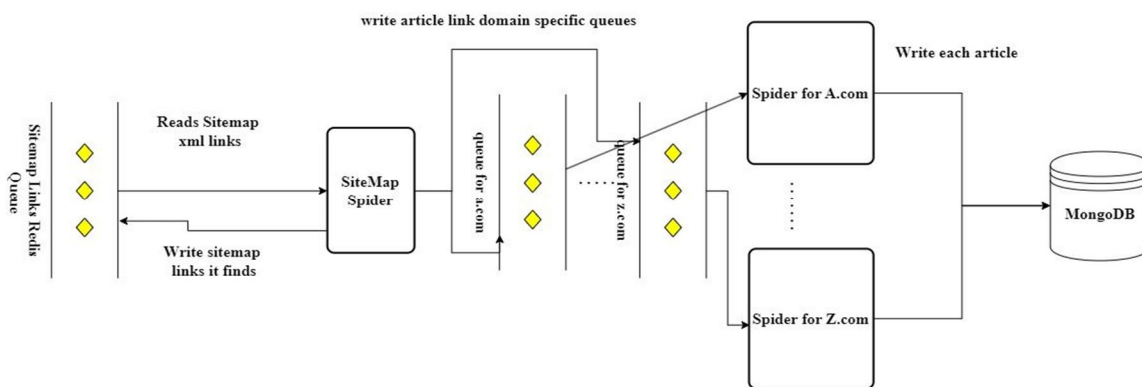 write article link domain specific queues
Write each article
Sitemap Links Redis
Queue
Reads Sitemap
xml links
SiteMap
Spider
Write sitemap
links it finds
queue for a.com
queue for z.com
Spider for A.com
Spider for Z.com
MongoDB